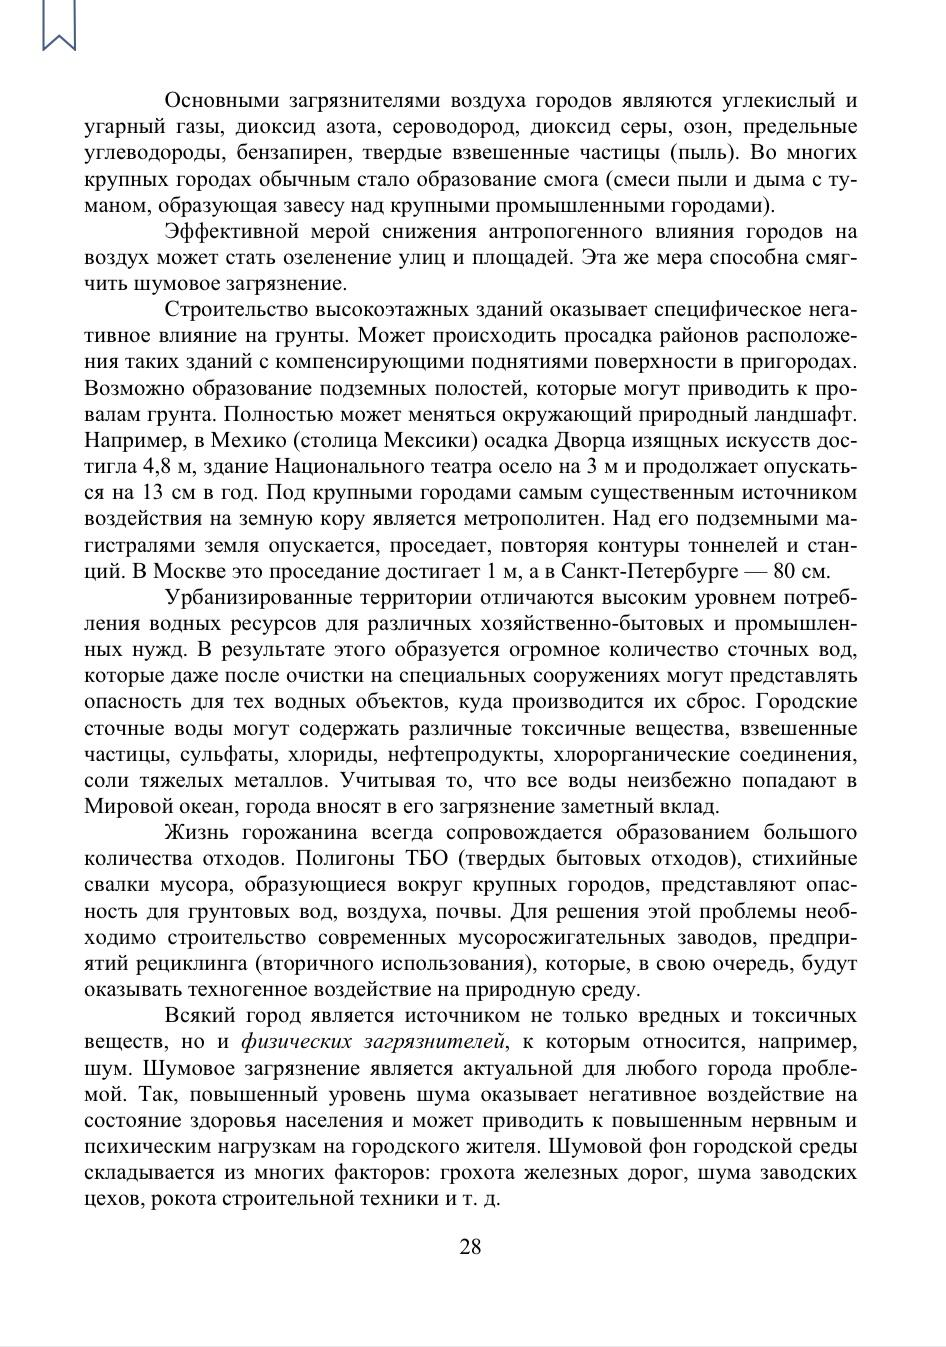 Основными загрязнителями воздуха городов являются углекислый и
угарный газы, диоксид азота, сероводород, диоксид серы, озон, предельные
углеводороды, бензапирен, твердые взвешенные частицы (пыль). Во многих
крупных городах обычным стало образование смога (смеси пыли и дыма с ту-
маном, образующая завесу над крупными промышленными городами).
Эффективной мерой снижения антропогенного влияния городов на
воздух может стать озеленение улиц и площадей. Эта же мера способна смяг-
чить шумовое загрязнение.
Строительство высокоэтажных зданий оказывает специфическое нега-
тивное влияние на грунты. Может происходить просадка районов расположе-
ния таких зданий с компенсирующими поднятиями поверхности в пригородах.
Возможно образование подземных полостей, которые могут приводить к про-
валам грунта. Полностью может меняться окружающий природный ландшафт.
Например, в Мехико (столица Мексики) осадка Дворца изящных искусств дос-
тигла 4,8 м, здание Национального театра осело на 3 м и продолжает опускать-
ся на 13 см в год. Под крупными городами самым существенным источником
воздействия на земную кору является метрополитен. Над его подземными ма-
гистралями земля опускается, проседает, повторяя контуры тоннелей и стан-
ций. В Москве это проседание достигает 1 м, а в Санкт-Петербурге — 80 см.
Урбанизированные территории отличаются высоким уровнем потреб-
ления водных ресурсов для различных хозяйственно-бытовых и промышлен-
ных нужд. В результате этого образуется огромное количество сточных вод,
которые даже после очистки на специальных сооружениях могут представлять
опасность для тех водных объектов, куда производится их сброс. Городские
сточные воды могут содержать различные токсичные вещества, взвешенные
частицы, сульфаты, хлориды, нефтепродукты, хлорорганические соединения,
соли тяжелых металлов. Учитывая то, что все воды неизбежно попадают в
Мировой океан, города вносят в его загрязнение заметный вклад.
Жизнь горожанина всегда сопровождается образованием большого
количества отходов. Полигоны ТБО (твердых бытовых отходов), стихийные
свалки мусора, образующиеся вокруг крупных городов, представляют опас-
ность для грунтовых вод, воздуха, почвы. Для решения этой проблемы необ-
ходимо строительство современных мусоросжигательных заводов, предпри-
ятий рециклинга (вторичного использования), которые, в свою очередь, будут
оказывать техногенное воздействие на природную среду.
Всякий город является источником не только вредных и токсичных
веществ, но и физических загрязнителей, к которым относится, например,
шум. Шумовое загрязнение является актуальной для любого города пробле-
мой. Так, повышенный уровень шума оказывает негативное воздействие на
состояние здоровья населения и может приводить к повышенным нервным и
психическим нагрузкам на городского жителя. Шумовой фон городской среды
складывается из многих факторов: грохота железных дорог, шума заводских
цехов, рокота строительной техники и т. д.
28